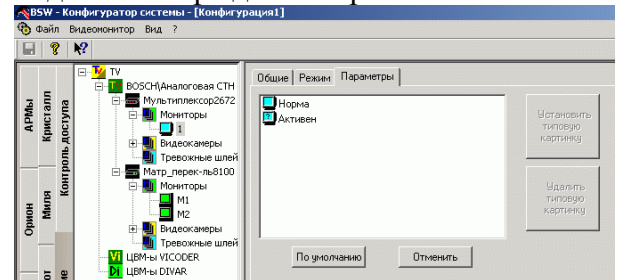 BSW - Конфигуратор системы - [Конфигурация1]
Файл Видеомонитор Вид ?
АРМы
Кристалл
Контроль доступа
Орион
Миля
TV
BOSCH\Аналоговая СТН
Мультиплексор2672
Мониторы
1
Видеокамеры
Тревожные шлей
Матр_перек-ль8100
Мониторы
М1
М2
Видеокамеры
Тревожные шлей
ЦВМ-ы VICODER
ЦВМ-ы DIVAR
Общие Режим Параметры
Норма
Активен
Установить
типовую
картинку
Удалить
типовую
картинку
По умолчанию Отменить